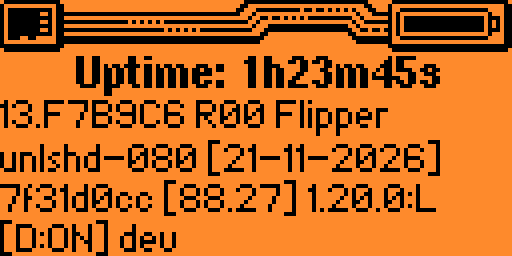 Uptime: 1h23m45s
13.F7B9C6 R00 Flipper
unlshd-080 [21-11-2026]
7f31d0cc [88.27] 1.20.0:L
[D:ON] dev